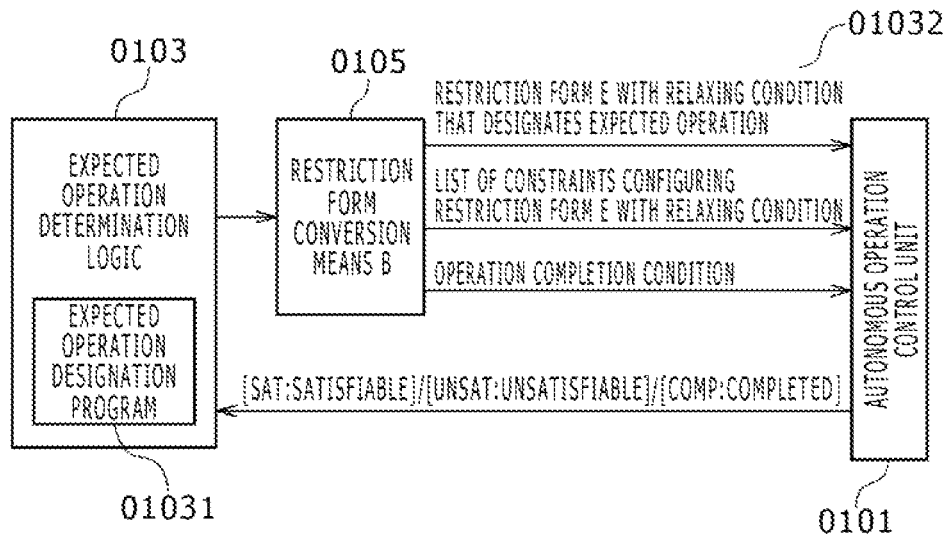 01032
0103
0105
RESTRICTION FORM E WITH RELAXING CONDITION
THAT DESIGNATES EXPECTED OPERATION
EXPECTED
OPERATION
DETERMINATION
LOGIC
RESTRICTION
FORM
CONVERSION
MEANS B
LIST OF CONSTRAINTS CONFIGURING
RESTRICTION FORM E WITH RELAXING CONDITION
OPERATION COMPLETION CONDITION
AUTONOMOUS OPERATION
CONTROL UNIT
EXPECTED
OPERATION
DESIGNATION
PROGRAM
[SAT:SATISFIABLE]/[UNSAT:UNSATISFIABLE]/[COMP:COMPLETED]
01031
0101